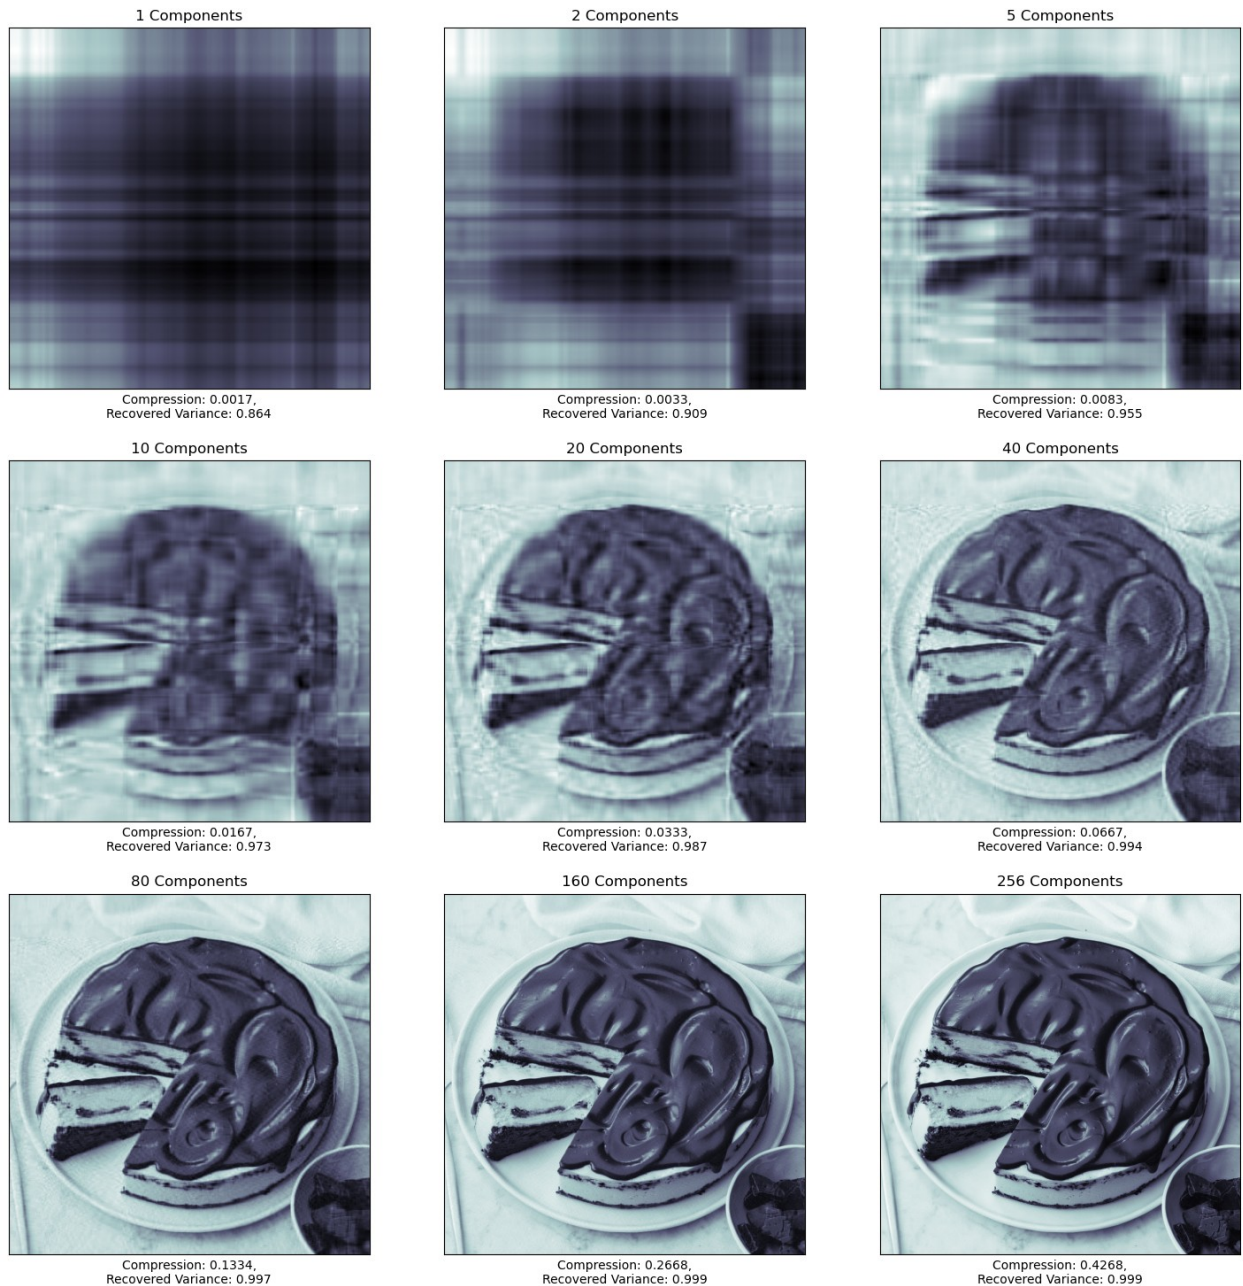 1 Components
2 Components
5 Components
Compression: 0.0017,
Recovered Variance: 0.864
Compression: 0.0033,
Recovered Variance: 0.909
Compression: 0.0083,
Recovered Variance: 0.955
10 Components
20 Components
40 Components
Compression: 0.0167,
Recovered Variance: 0.973
Compression: 0.0333,
Recovered Variance: 0.987
Compression: 0.0667,
Recovered Variance: 0.994
80 Components
160 Components
256 Components
Compression: 0.1334,
Recovered Variance: 0.997
Compression: 0.2668,
Recovered Variance: 0.999
Compression: 0.4268,
Recovered Variance: 0.999